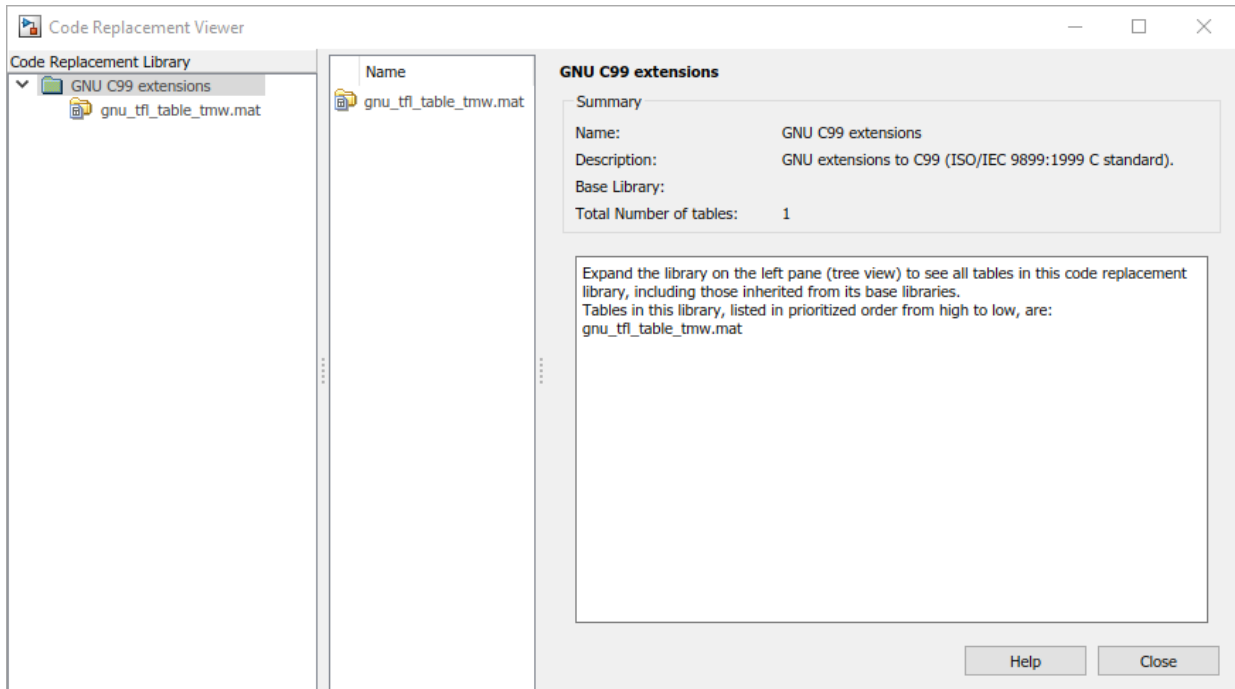 Code Replacement Viewer
Code Replacement Library
GNU C99 extensions
gnu_tfl_table_tmw.mat
Name
gnu_tfl_table_tmw.mat
GNU C99 extensions
Summary
Name: GNU C99 extensions
Description: GNU extensions to C99 (ISO/IEC 9899:1999 C standard).
Base Library:
Total Number of tables: 1
Expand the library on the left pane (tree view) to see all tables in this code replacement
library, including those inherited from its base libraries.
Tables in this library, listed in prioritized order from high to low, are:
gnu_tfl_table_tmw.mat
Help Close